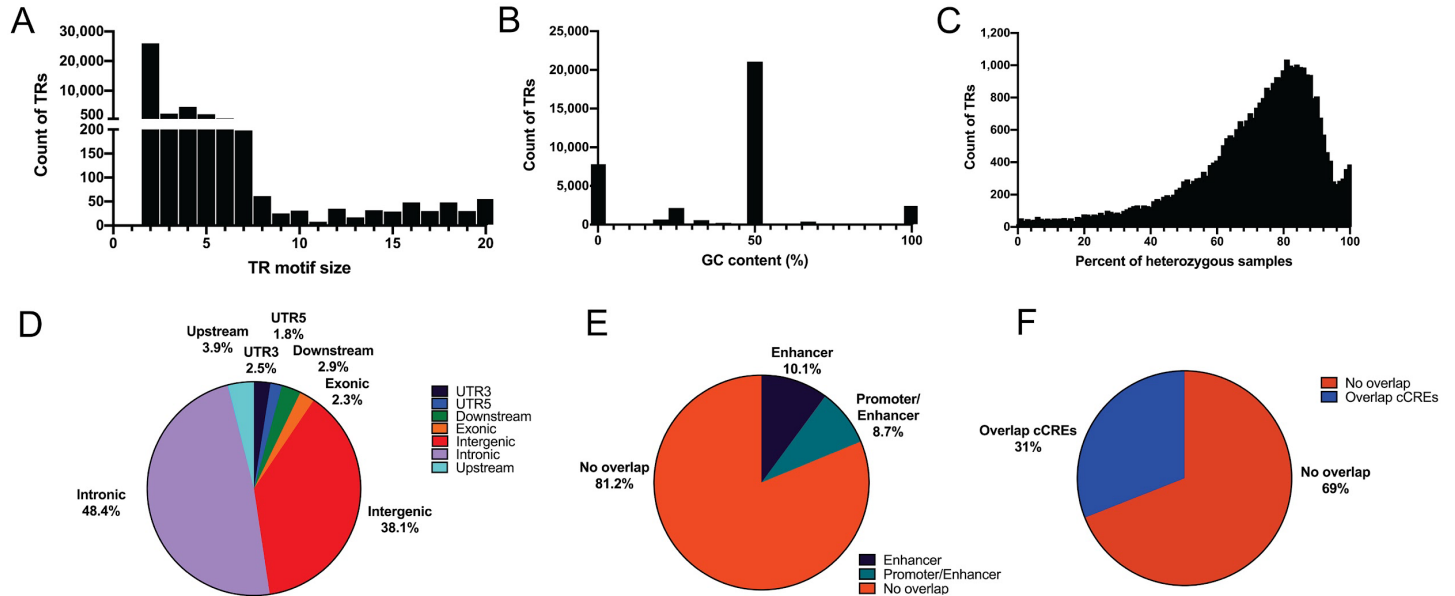 A
30,000
20,000
10,000
500
200
150
100
50
0
Count of TRs
0 5 10 15 20
TR motif size
B
25,000
20,000
15,000
10,000
5,000
0
Count of TRs
0 50 100
GC content (%)
C
1,200
1,000
800
600
400
200
0
Count of TRs
0 20 40 60 80 100
Percent of heterozygous samples
D
UTR5
1.8%
Upstream
3.9%
UTR3
2.5%
Downstream
2.9%
Exonic
2.3%
Intronic
48.4%
Intergenic
38.1%
UTR3
UTR5
Downstream
Exonic
Intergenic
Intronic
Upstream
E
Enhancer
10.1%
Promoter/
Enhancer
8.7%
No overlap
81.2%
Enhancer
Promoter/Enhancer
No overlap
F
No overlap
Overlap cCREs
Overlap cCREs
31%
No overlap
69%